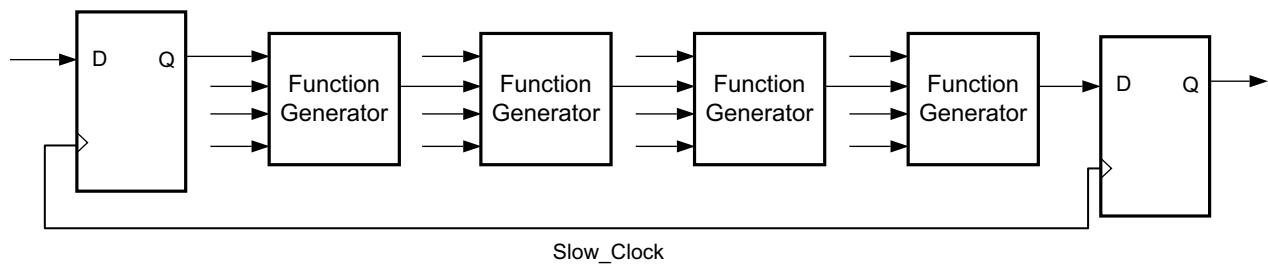 D Q
Function
Generator
Function
Generator
Function
Generator
Function
Generator
D Q
Slow_Clock